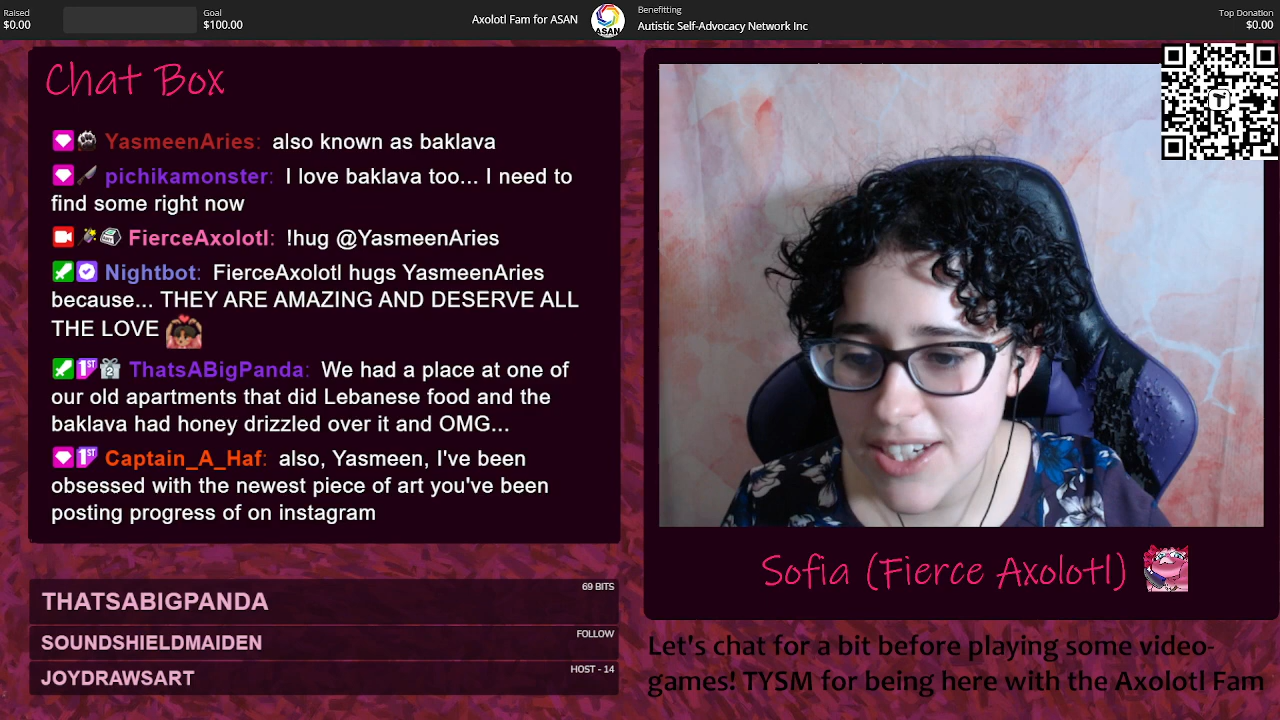 Raised
$0.00
Goal
$100.00
Axolotl Fam for ASAN
ASAN
Benefitting
Autistic Self-Advocacy Network Inc
Top Donation
$0.00
Chat Box
YasmeenAries: also known as baklava
pichikamonster: I love baklava too... I need to
find some right now
FierceAxolotl: !hug @YasmeenAries
Nightbot: FierceAxolotl hugs YasmeenAries
because... THEY ARE AMAZING AND DESERVE ALL
THE LOVE
1ST 2 ThatsABigPanda: We had a place at one of
our old apartments that did Lebanese food and the
baklava had honey drizzled over it and OMG...
1ST Captain_A_Haf: also, Yasmeen, I've been
obsessed with the newest piece of art you've been
posting progress of on instagram
THATSABIGPANDA
69 BITS
SOUNDSHIELDMAIDEN
FOLLOW
JOYDRAWSART
HOST - 14
T
Sofia (Fierce Axolotl)
Let's chat for a bit before playing some video-
games! TYSM for being here with the Axolotl Fam